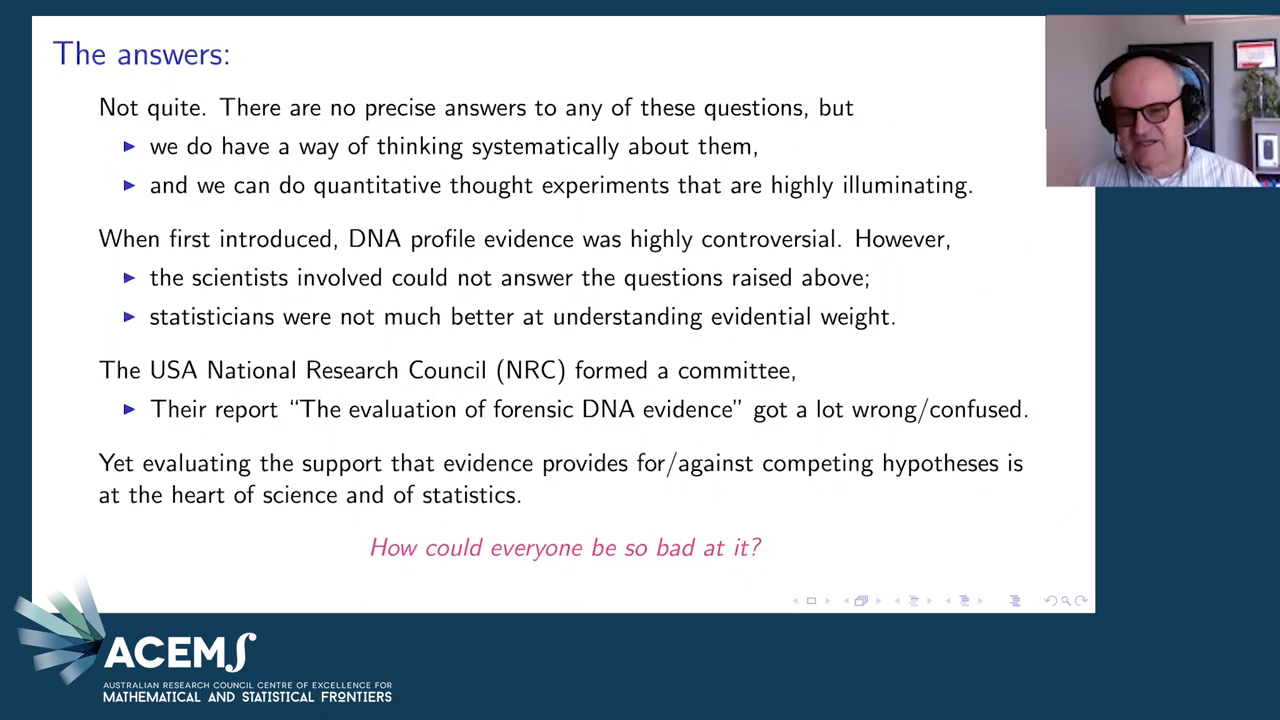 The answers:
Not quite. There are no precise answers to any of these questions, but
▶ we do have a way of thinking systematically about them,
▶ and we can do quantitative thought experiments that are highly illuminating.
When first introduced, DNA profile evidence was highly controversial. However,
▶ the scientists involved could not answer the questions raised above;
▶ statisticians were not much better at understanding evidential weight.
The USA National Research Council (NRC) formed a committee,
▶ Their report “The evaluation of forensic DNA evidence” got a lot wrong/confused.
Yet evaluating the support that evidence provides for/against competing hypotheses is
at the heart of science and of statistics.
How could everyone be so bad at it?
ACEMS
AUSTRALIAN RESEARCH COUNCIL CENTRE OF EXCELLENCE FOR
MATHEMATICAL AND STATISTICAL FRONTIERS